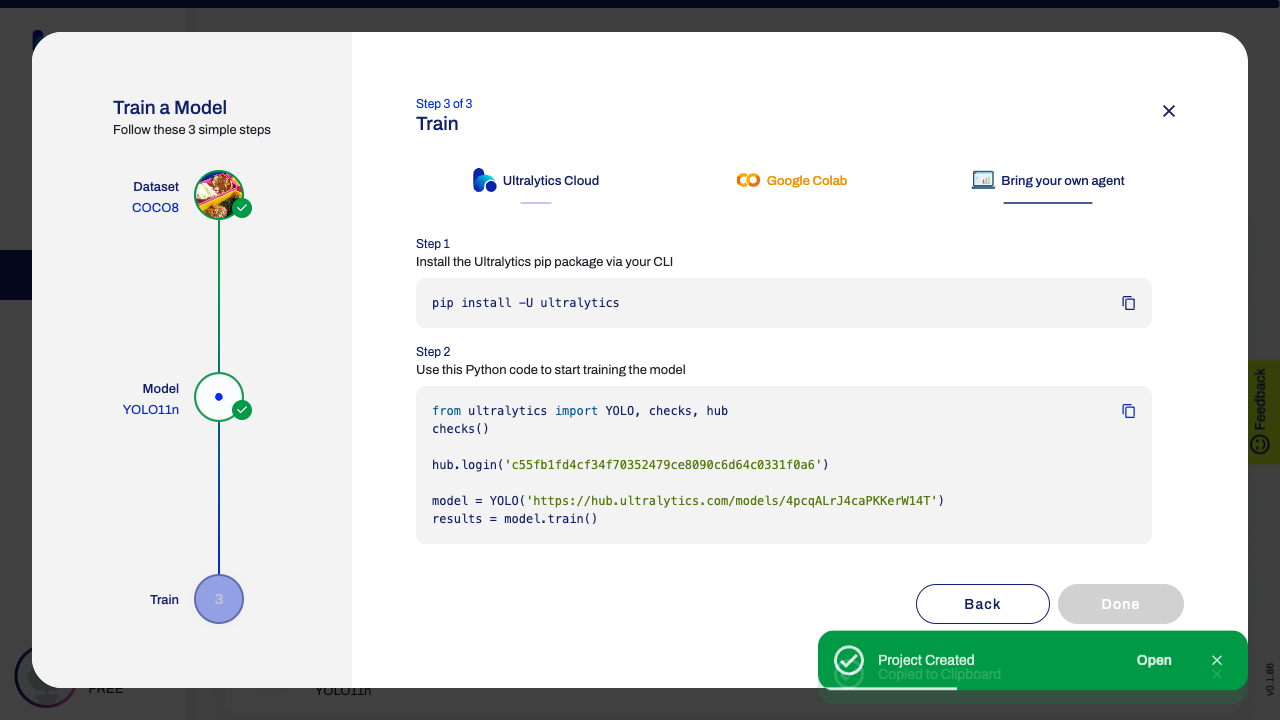 Train a Model
Follow these 3 simple steps
Dataset
COCO8
Model
YOLO11n
Train
3
Step 3 of 3
Train
Ultralytics Cloud
Google Colab
Bring your own agent
Step 1
Install the Ultralytics pip package via your CLI
pip install -U ultralytics
Step 2
Use this Python code to start training the model
from ultralytics import YOLO, checks, hub
checks()
hub.login('c55fb1fd4cf34f70352479ce8090c6d64c0331f0a6')
model = YOLO('https://hub.ultralytics.com/models/4pcqALrJ4caPKKerW14T')
results = model.train()
Back
Done
Project Created
Open
Copied to Clipboard
Feedback
FREE
YOLO11n
v0.1.86